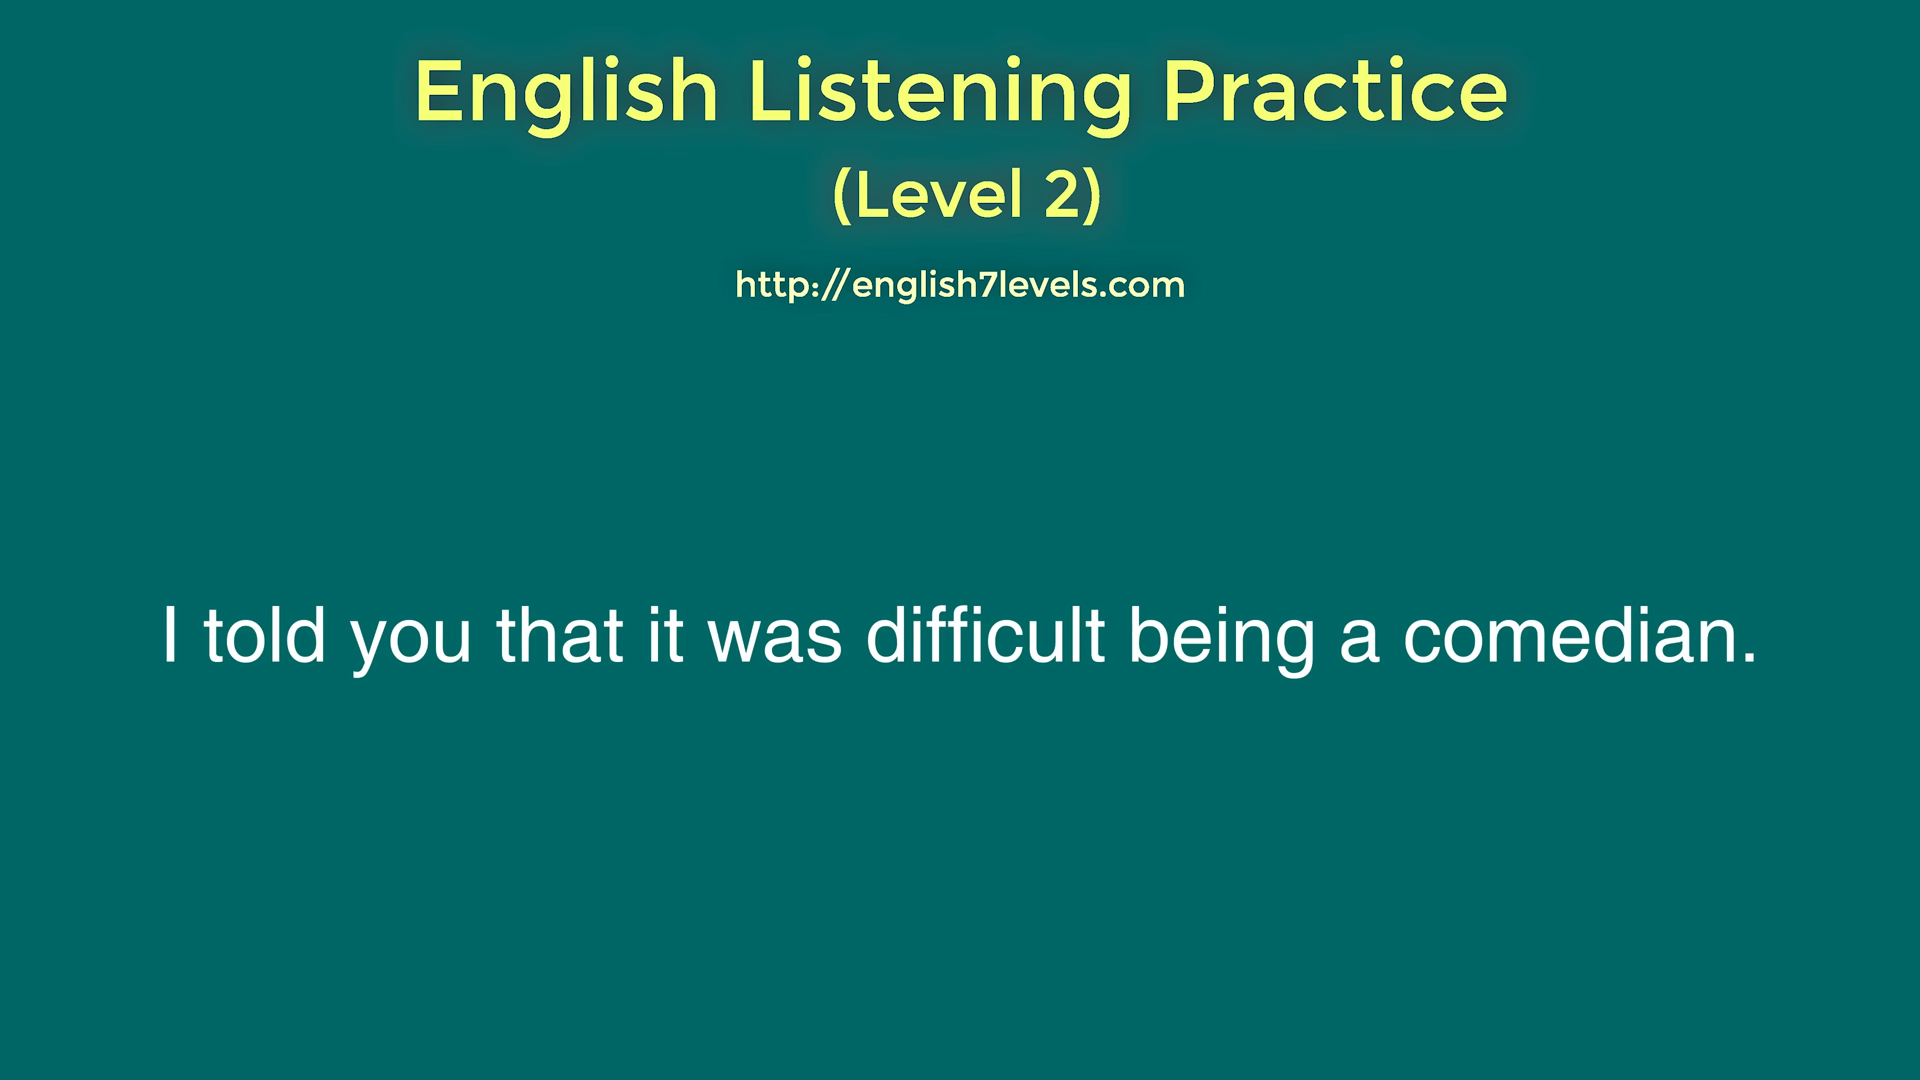 English Listening Practice
(Level 2)
http://english7levels.com
I told you that it was difficult being a comedian.